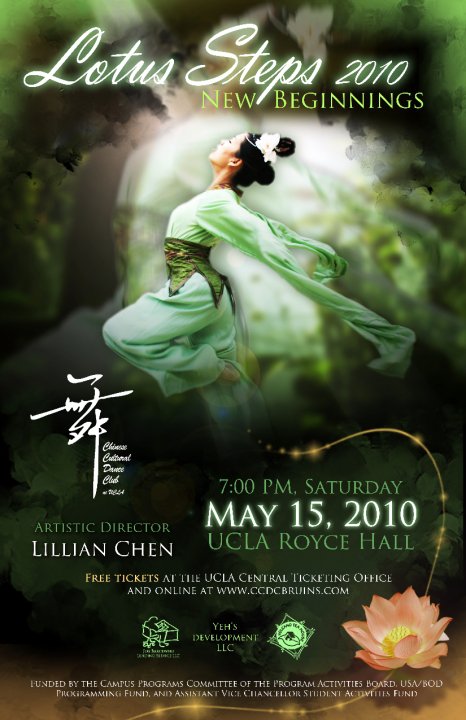 Lotus Steps 2010
New Beginnings
舞
Chinese
Cultural
Dance
Club
at UCLA
7:00 PM, Saturday
May 15, 2010
UCLA Royce Hall
Artistic Director
Lillian Chen
Free tickets at the UCLA Central Ticketing Office
and online at www.ccdcbruins.com
Yeh's
Development
LLC
Funded by the Campus Programs Committee of the Program Activities Board, USA/BOD
Programming Fund, and Assistant Vice Chancellor Student Activities Fund